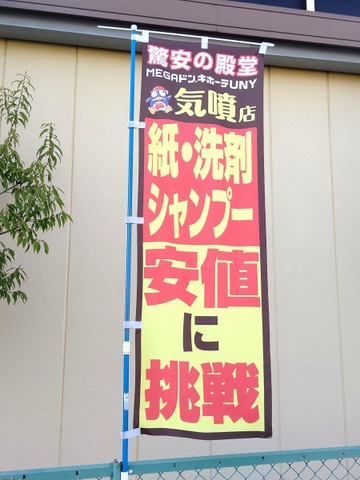 驚安の殿堂
MEGAドン.キホーテUNY
気噴店
紙・洗剤
シャンプー
安値
に
挑戦